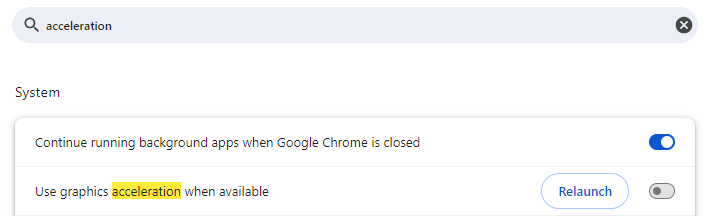 acceleration
System
Continue running background apps when Google Chrome is closed
Use graphics acceleration when available
Relaunch